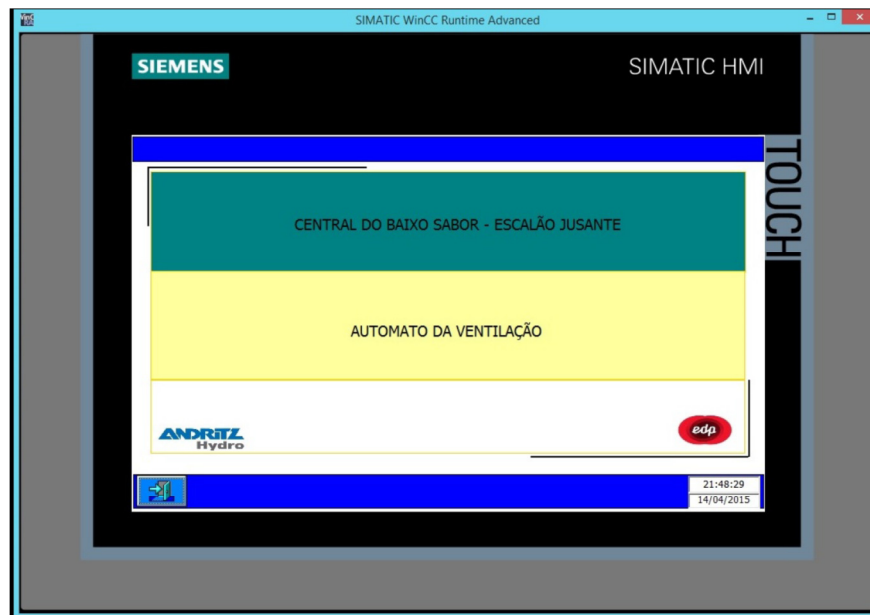 SIMATIC WinCC Runtime Advanced
SIEMENS
SIMATIC HMI
TOUCH
CENTRAL DO BAIXO SABOR - ESCALÃO JUSANTE
AUTOMATO DA VENTILAÇÃO
ANDRITZ
Hydro
edp
21:48:29
14/04/2015